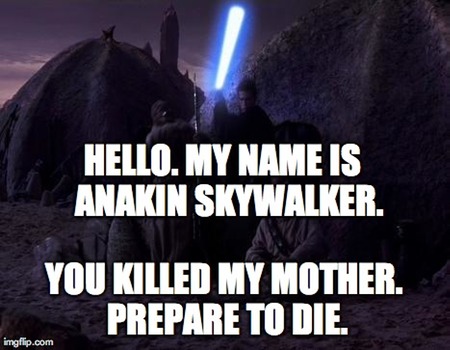 HELLO. MY NAME IS
ANAKIN SKYWALKER.
YOU KILLED MY MOTHER.
PREPARE TO DIE.
imgflip.com